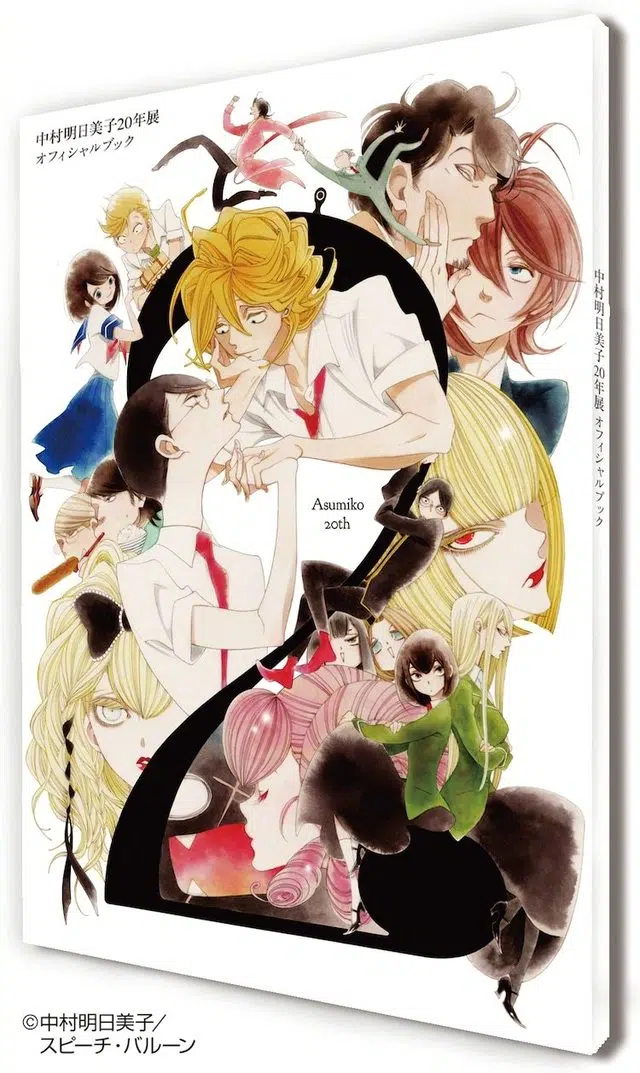 中村明日美子20年展
オフィシャルブック
Asumiko
20th
中村明日美子20年展 オフィシャルブック
©中村明日美子/
スピーチ・バルーン